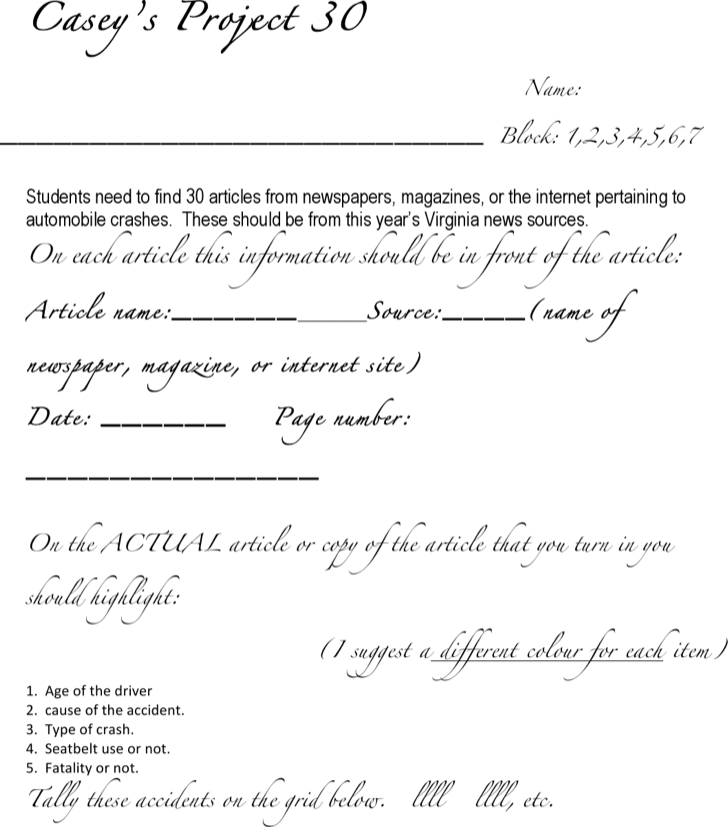 Casey's Project 30
Name:
___________________________ Block: 1,2,3,4,5,6,7
Students need to find 30 articles from newspapers, magazines, or the internet pertaining to
automobile crashes. These should be from this year's Virginia news sources.
On each article this information should be in front of the article:
Article name:____________Source:_____(name of
newspaper, magazine, or internet site)
Date: ______ Page number:
______________
On the ACTUAL article or copy of the article that you turn in you
should highlight:
(I suggest a different colour for each item)
1. Age of the driver
2. cause of the accident.
3. Type of crash.
4. Seatbelt use or not.
5. Fatality or not.
Tally these accidents on the grid below. llll llll, etc.